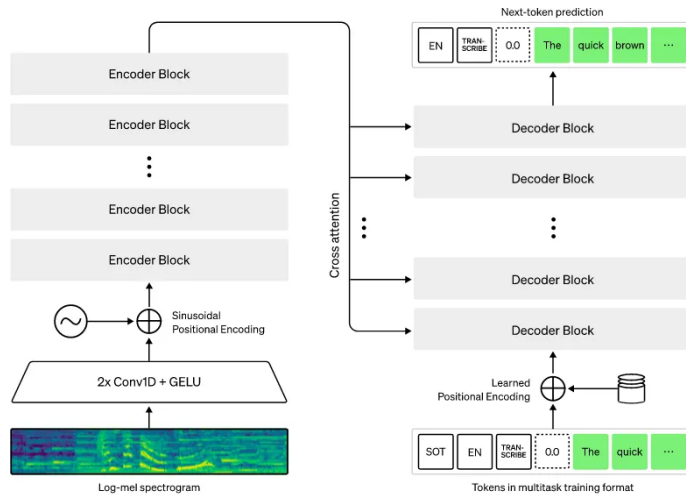 Next-token prediction
EN
TRAN-
SCRIBE
0.0
The
quick
brown
...
Encoder Block
Encoder Block
Encoder Block
Encoder Block
Sinusoidal
Positional Encoding
2x Conv1D + GELU
Log-mel spectrogram
Cross attention
Decoder Block
Decoder Block
Decoder Block
Decoder Block
Learned
Positional Encoding
SOT
EN
TRAN-
SCRIBE
0.0
The
quick
...
Tokens in multitask training format